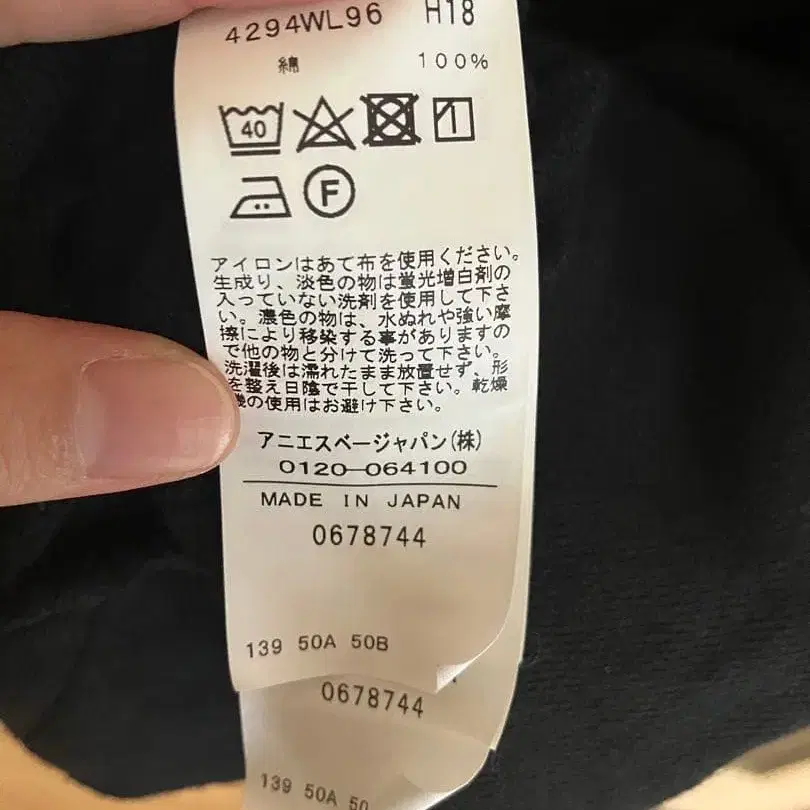 4294WL96 H18
綿 100%
40
F
アイロンはあて布を使用ください。
生成り、淡色の物は蛍光増白剤の
入っていない洗剤を使用して下さ
い。濃色の物は、水ぬれや強い摩
擦により移染する事がありますの
で他の物と分けて洗って下さい。
洗濯後は濡れたまま放置せず、形
を整え日陰で干して下さい。乾燥
機の使用はお避け下さい。
アニエスベージャパン(株)
0120-064100
MADE IN JAPAN
0678744
139 50A 50B
0678744
139 50A 50